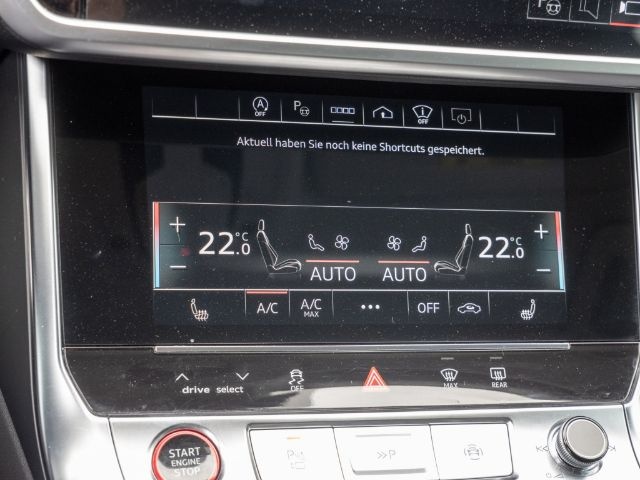 A OFF P OFF
Aktuell haben Sie noch keine Shortcuts gespeichert.
+ 22.0 °C 22.0 °C +
− AUTO AUTO −
A/C A/C MAX ••• OFF
drive select OFF MAX REAR
START ENGINE STOP P >>P